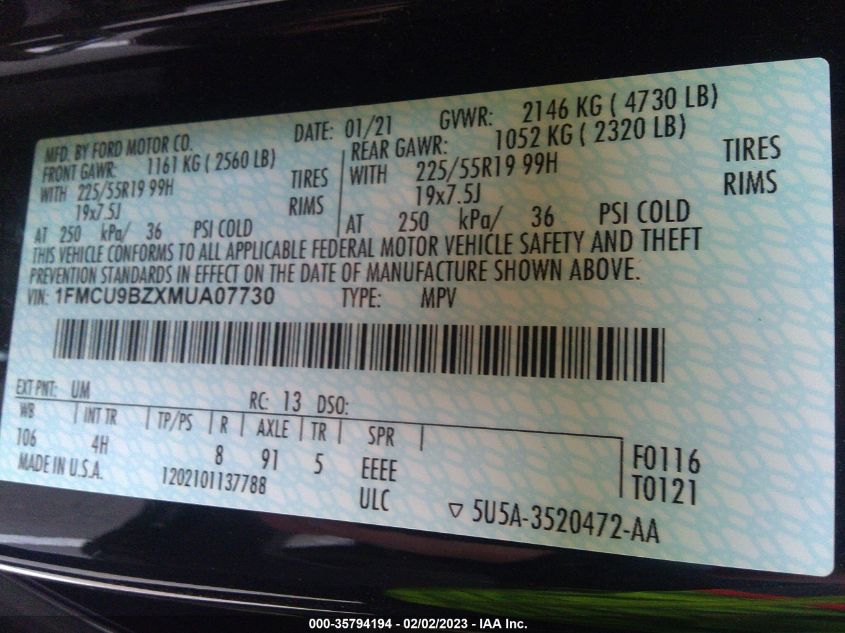 MFD. BY FORD MOTOR CO. DATE: 01/21 GVWR: 2146 KG ( 4730 LB)
FRONT GAWR: 1161 KG ( 2560 LB) REAR GAWR: 1052 KG ( 2320 LB)
WITH 225/55R19 99H TIRES WITH 225/55R19 99H TIRES
19x7.5J RIMS 19x7.5J RIMS
AT 250 kPa/ 36 PSI COLD AT 250 kPa/ 36 PSI COLD
THIS VEHICLE CONFORMS TO ALL APPLICABLE FEDERAL MOTOR VEHICLE SAFETY AND THEFT
PREVENTION STANDARDS IN EFFECT ON THE DATE OF MANUFACTURE SHOWN ABOVE.
VIN: 1FMCU9BZXMUA07730 TYPE: MPV
EXT PNT: UM RC: 13 DSO:
WB INT TR TP/PS R AXLE TR SPR
106 4H 8 91 5 EEEE F0116
MADE IN U.S.A. 1202101137788 ULC T0121
▽ 5U5A-3520472-AA
000-35794194 - 02/02/2023 - IAA Inc.